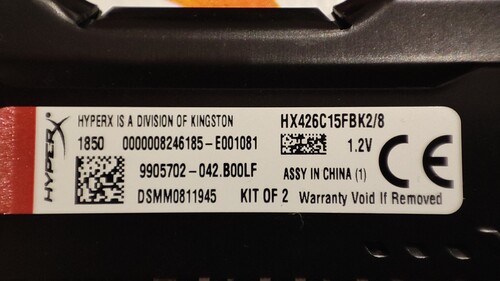 HYPERX
HYPERX IS A DIVISION OF KINGSTON
HX426C15FBK2/8
1850 0000008246185-E001081
1.2V
9905702-042.B00LF
ASSY IN CHINA (1)
CE
DSMM0811945
KIT OF 2
Warranty Void If Removed